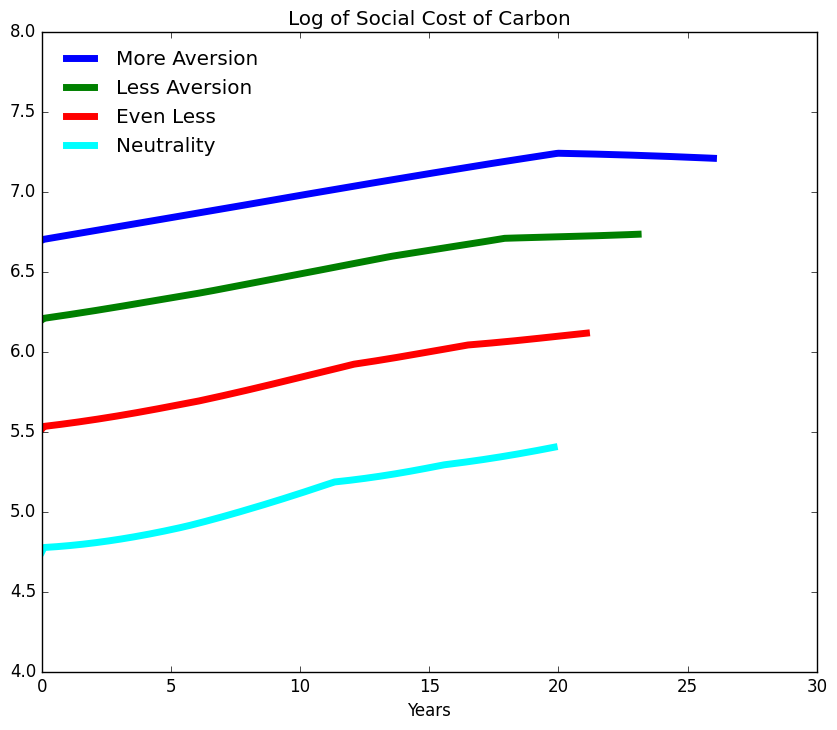 Log of Social Cost of Carbon
8.0
7.5
7.0
6.5
6.0
5.5
5.0
4.5
4.0
More Aversion
Less Aversion
Even Less
Neutrality
0 5 10 15 20 25 30
Years